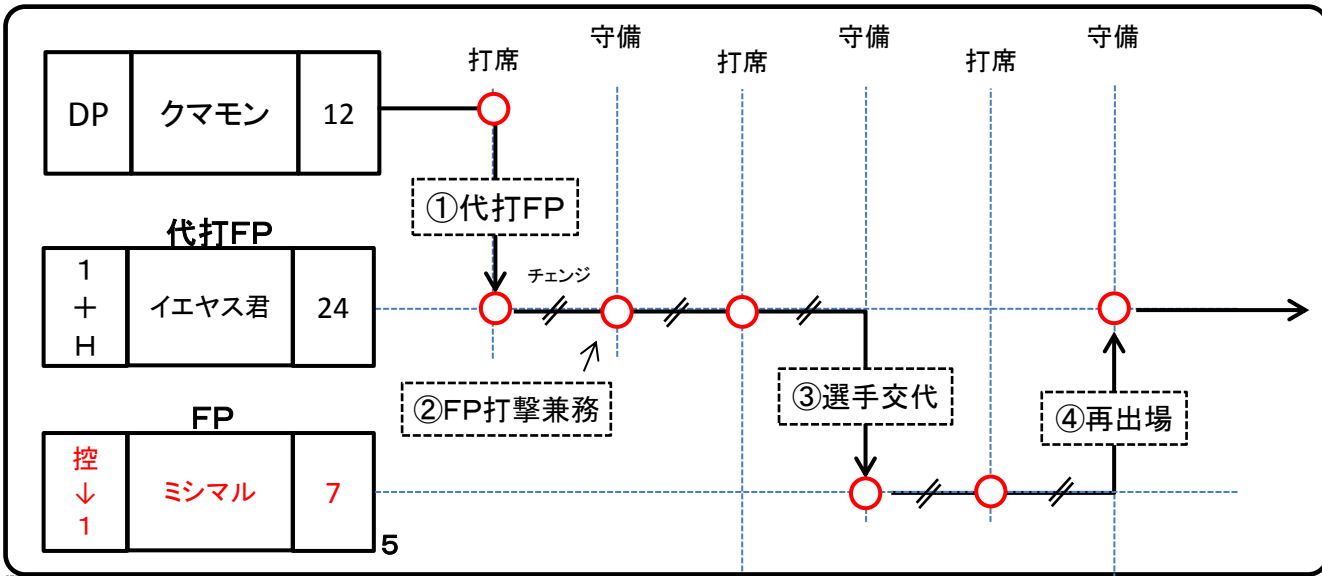 打席
守備
打席
守備
打席
守備
DP
クマモン
12
①代打FP
代打FP
1
+
H
イエヤス君
24
チェンジ
②FP打撃兼務
③選手交代
④再出場
FP
控
↓
1
ミシマル
7
5